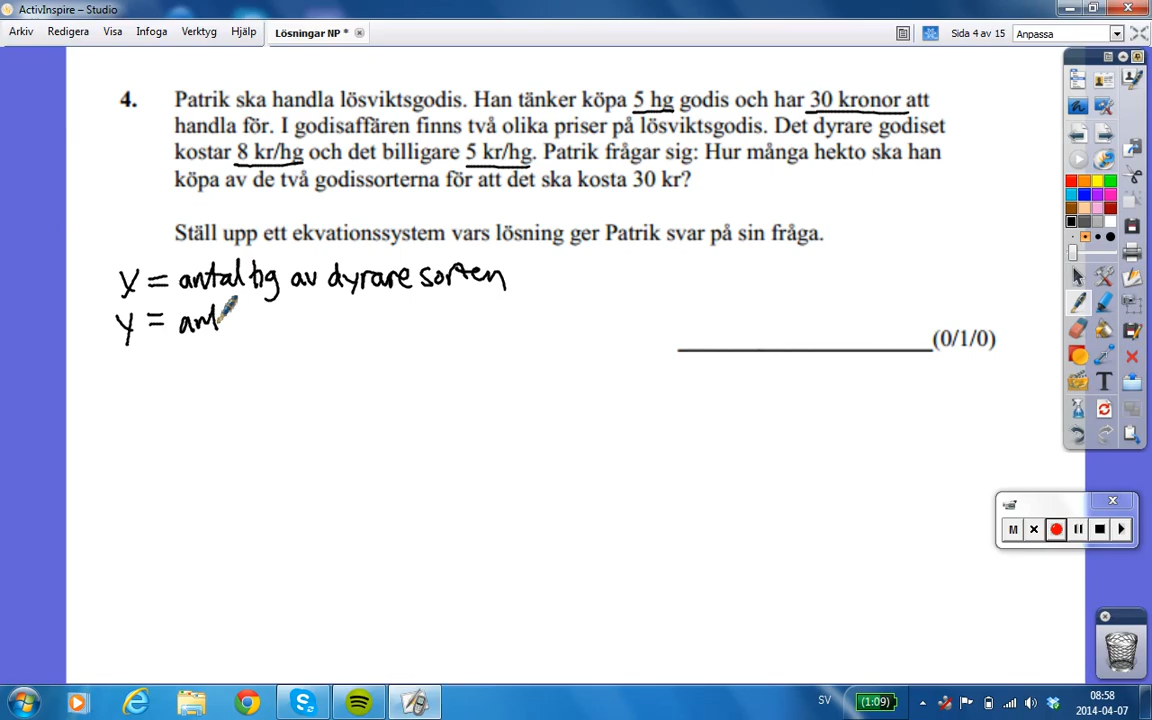 ActivInspire – Studio
Arkiv Redigera Visa Infoga Verktyg Hjälp Lösningar NP * Sida 4 av 15 Anpassa
4. Patrik ska handla lösviktsgodis. Han tänker köpa 5 hg godis och har 30 kronor att
handla för. I godisaffären finns två olika priser på lösviktsgodis. Det dyrare godiset
kostar 8 kr/hg och det billigare 5 kr/hg. Patrik frågar sig: Hur många hekto ska han
köpa av de två godissorterna för att det ska kosta 30 kr?
Ställ upp ett ekvationssystem vars lösning ger Patrik svar på sin fråga.
x = antal hg av dyrare sorten
y = ant
(0/1/0)
M
SV (1:09) 08:58
2014-04-07